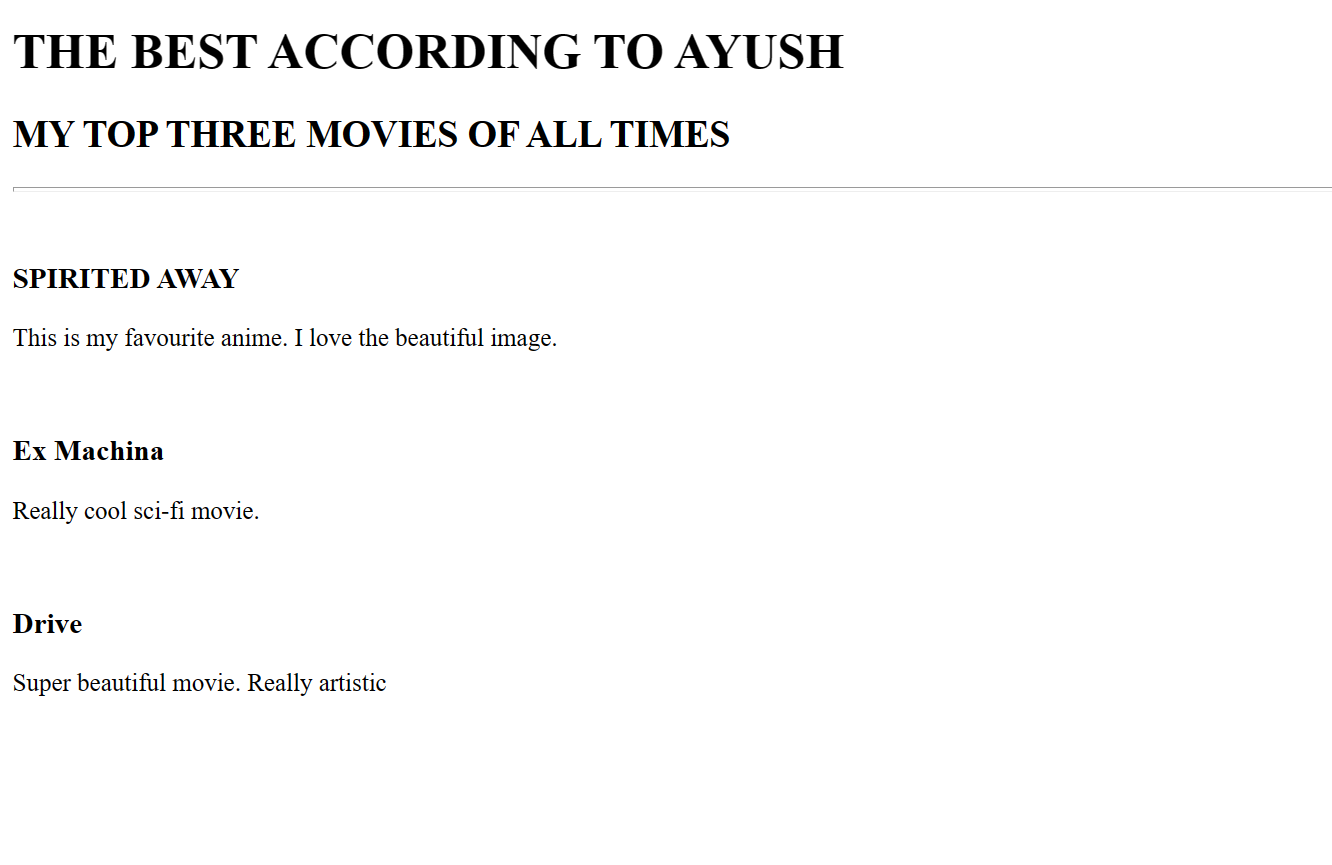 THE BEST ACCORDING TO AYUSH
MY TOP THREE MOVIES OF ALL TIMES
SPIRITED AWAY
This is my favourite anime. I love the beautiful image.
Ex Machina
Really cool sci-fi movie.
Drive
Super beautiful movie. Really artistic